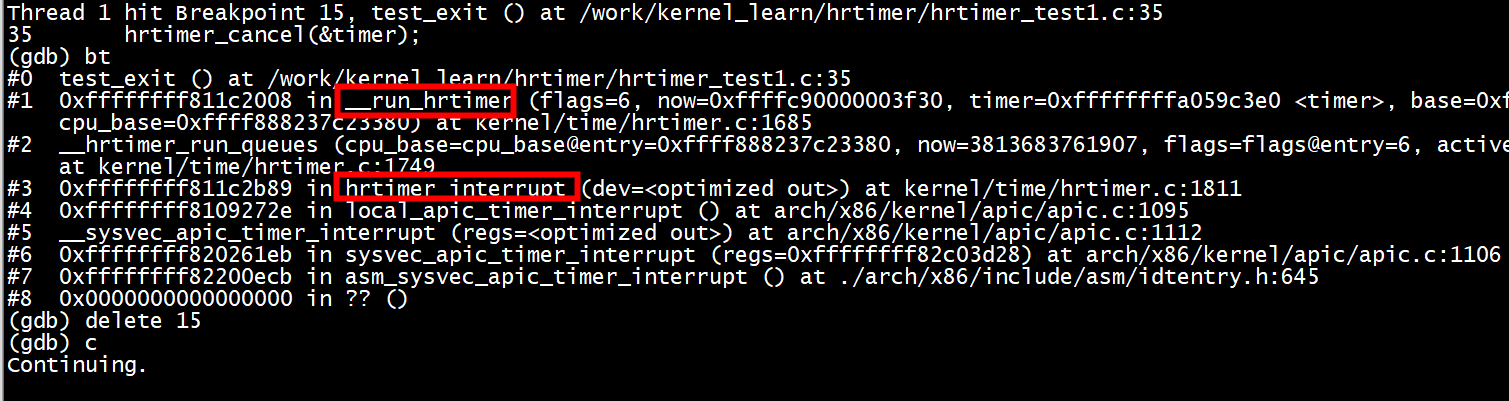 Thread 1 hit Breakpoint 15, test_exit () at /work/kernel_learn/hrtimer/hrtimer_test1.c:35
35 hrtimer_cancel(&timer);
(gdb) bt
#0 test_exit () at /work/kernel_learn/hrtimer/hrtimer_test1.c:35
#1 0xffffffff811c2008 in __run_hrtimer (flags=6, now=0xffffc90000003f30, timer=0xffffffffa059c3e0 <timer>, base=0xf
cpu_base=0xffff888237c23380) at kernel/time/hrtimer.c:1685
#2 __hrtimer_run_queues (cpu_base=cpu_base@entry=0xffff888237c23380, now=3813683761907, flags=flags@entry=6, active
at kernel/time/hrtimer.c:1749
#3 0xffffffff811c2b89 in hrtimer_interrupt (dev=<optimized out>) at kernel/time/hrtimer.c:1811
#4 0xffffffff8109272e in local_apic_timer_interrupt () at arch/x86/kernel/apic/apic.c:1095
#5 __sysvec_apic_timer_interrupt (regs=<optimized out>) at arch/x86/kernel/apic/apic.c:1112
#6 0xffffffff820261eb in sysvec_apic_timer_interrupt (regs=0xffffffff82c03d28) at arch/x86/kernel/apic/apic.c:1106
#7 0xffffffff82200ecb in asm_sysvec_apic_timer_interrupt () at ./arch/x86/include/asm/idtentry.h:645
#8 0x0000000000000000 in ?? ()
(gdb) delete 15
(gdb) c
Continuing.